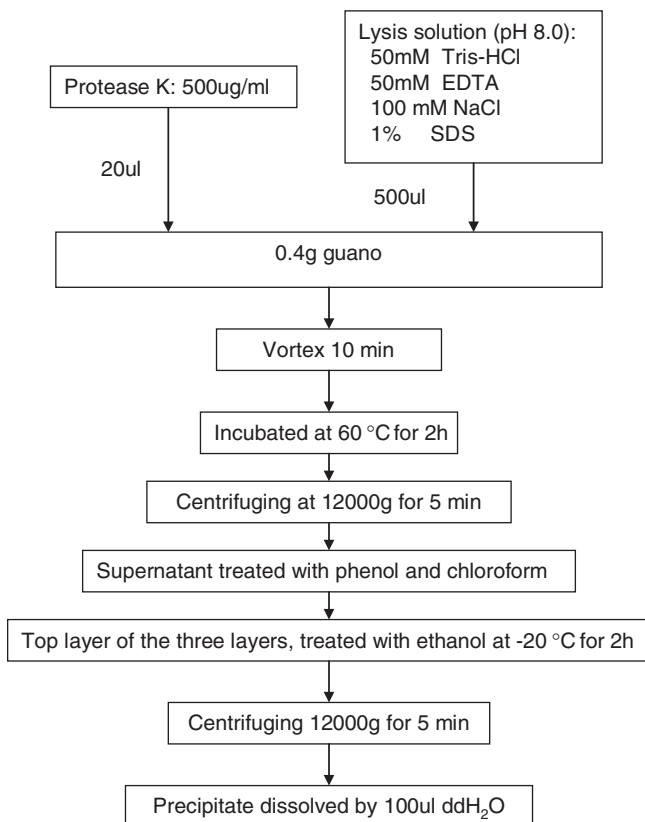 Protease K: 500ug/ml
Lysis solution (pH 8.0):
50mM Tris-HCl
50mM EDTA
100 mM NaCl
1% SDS
20ul
500ul
0.4g guano
Vortex 10 min
Incubated at 60 °C for 2h
Centrifuging at 12000g for 5 min
Supernatant treated with phenol and chloroform
Top layer of the three layers, treated with ethanol at -20 °C for 2h
Centrifuging 12000g for 5 min
Precipitate dissolved by 100ul ddH₂O